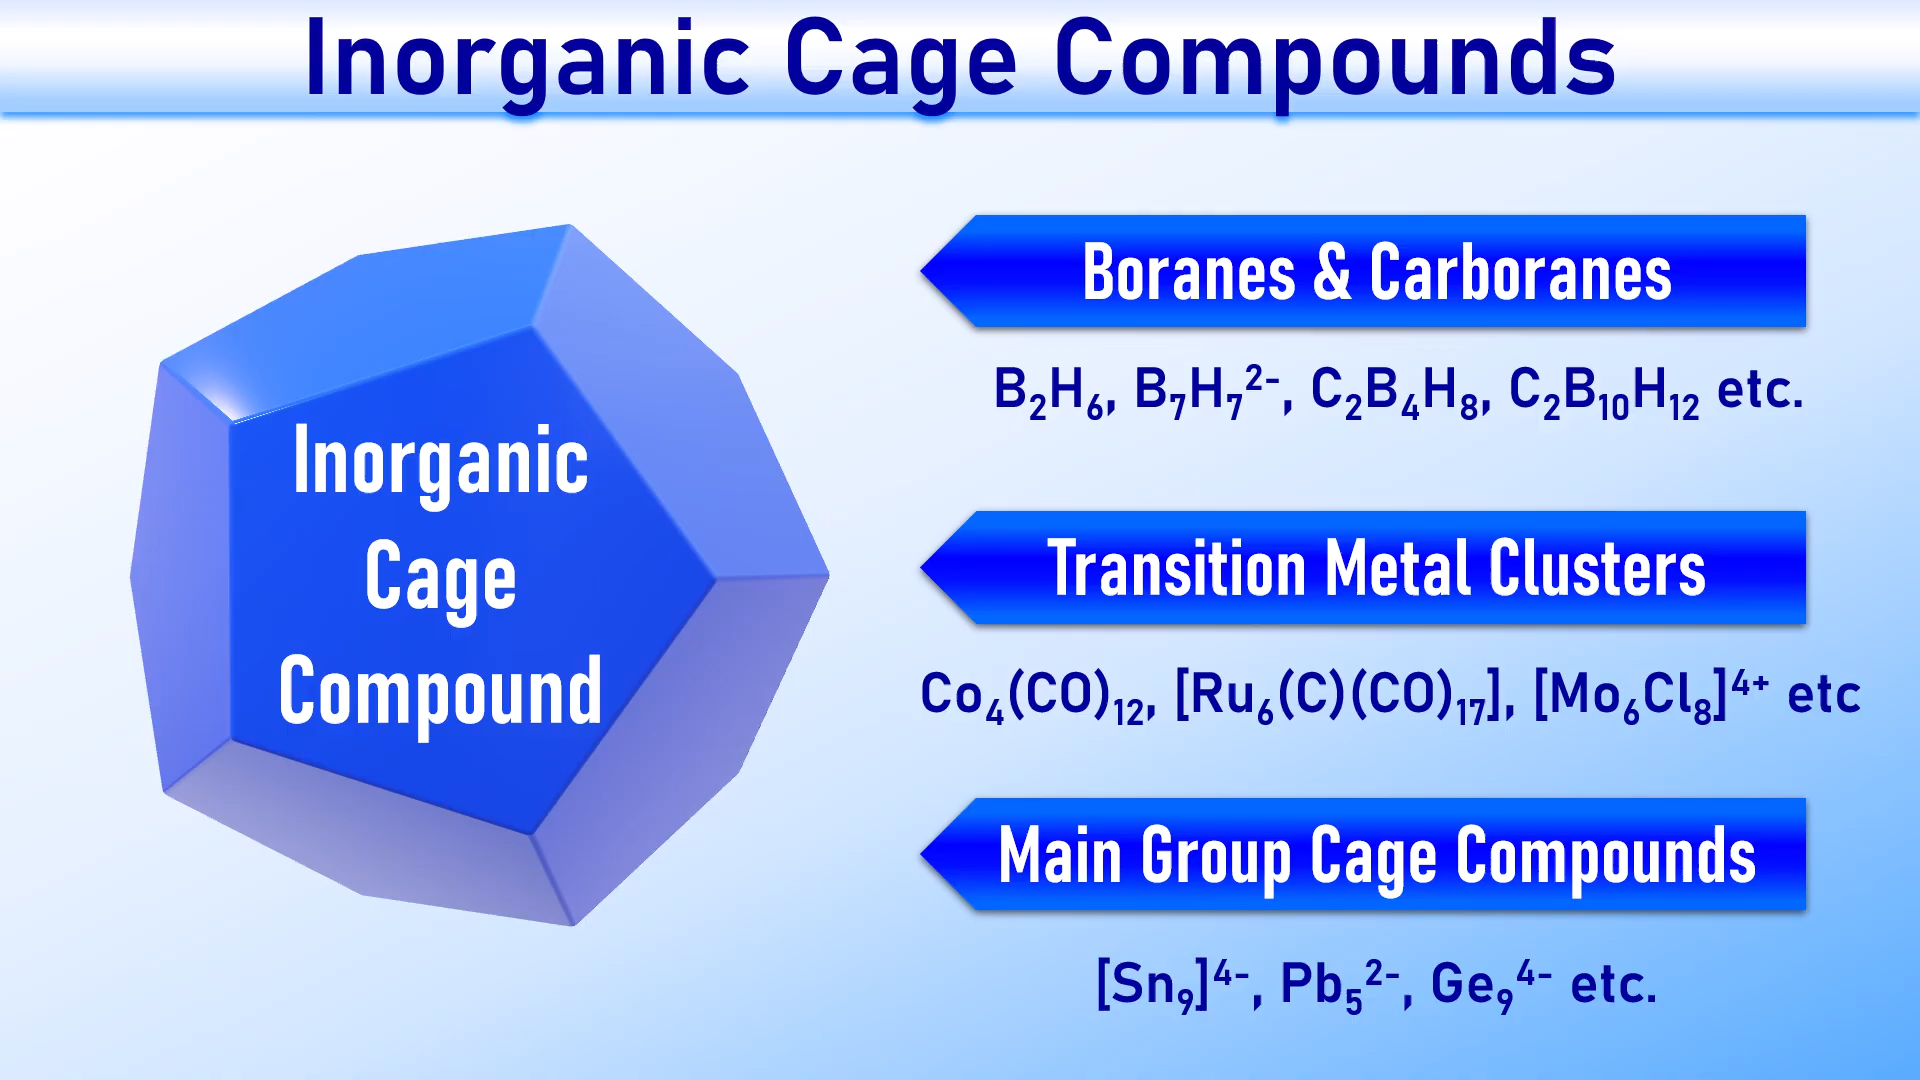 Inorganic Cage Compounds
Inorganic
Cage
Compound
Boranes & Carboranes
B₂H₆, B₇H₇²⁻, C₂B₄H₈, C₂B₁₀H₁₂ etc.
Transition Metal Clusters
Co₄(CO)₁₂, [Ru₆(C)(CO)₁₇], [Mo₆Cl₈]⁴⁺ etc
Main Group Cage Compounds
[Sn₉]⁴⁻, Pb₅²⁻, Ge₉⁴⁻ etc.